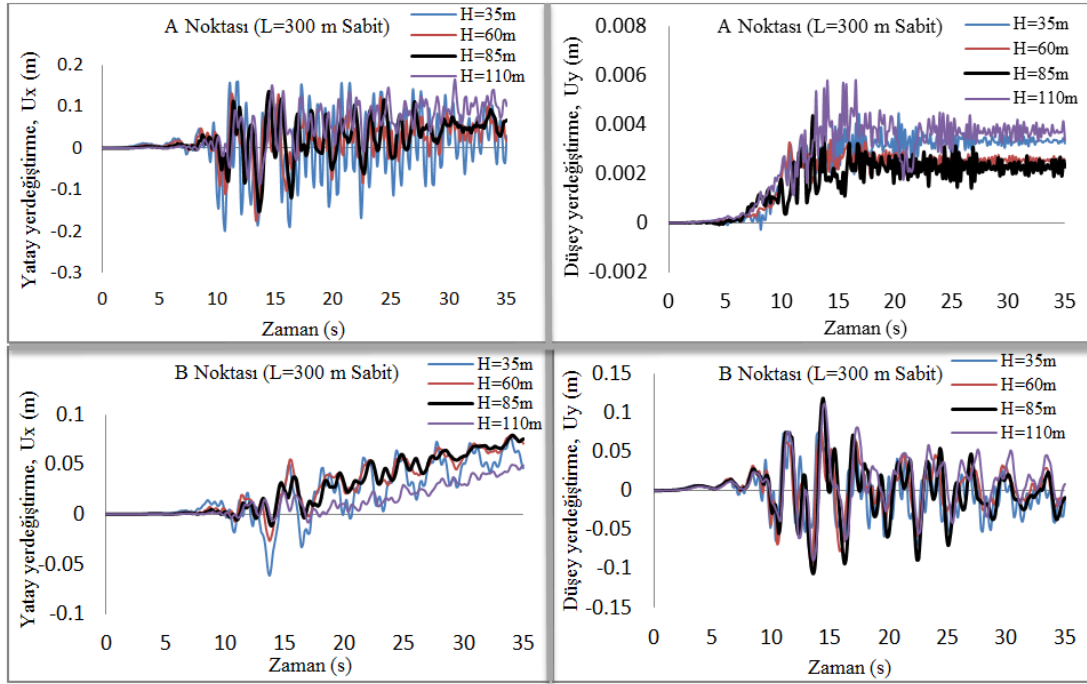 A Noktası (L=300 m Sabit)
H=35m
H=60m
H=85m
H=110m
Yatay yerdeğiştirme, Ux (m)
0.2
0.1
0
-0.1
-0.2
-0.3
0 5 10 15 20 25 30 35
Zaman (s)
A Noktası (L=300 m Sabit)
H=35m
H=60m
H=85m
H=110m
Düşey yerdeğiştirme, Uy (m)
0.008
0.006
0.004
0.002
0
-0.002
0 5 10 15 20 25 30 35
Zaman (s)
B Noktası (L=300 m Sabit)
H=35m
H=60m
H=85m
H=110m
Yatay yerdeğiştirme, Ux (m)
0.1
0.05
0
-0.05
-0.1
0 5 10 15 20 25 30 35
Zaman (s)
B Noktası (L=300 m Sabit)
H=35m
H=60m
H=85m
H=110m
Düşey yerdeğiştirme, Uy (m)
0.15
0.1
0.05
0
-0.05
-0.1
-0.15
0 5 10 15 20 25 30 35
Zaman (s)